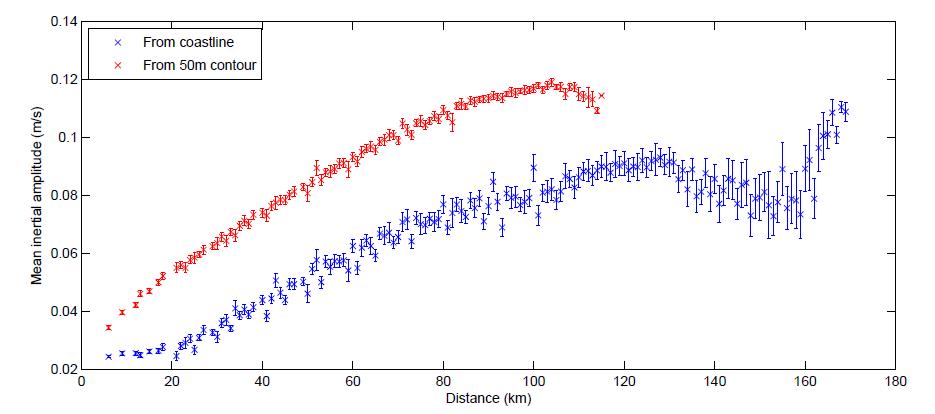 0.14
0.12
0.1
0.08
0.06
0.04
0.02
Mean inertial amplitude (m/s)
From coastline
From 50m contour
0 20 40 60 80 100 120 140 160 180
Distance (km)